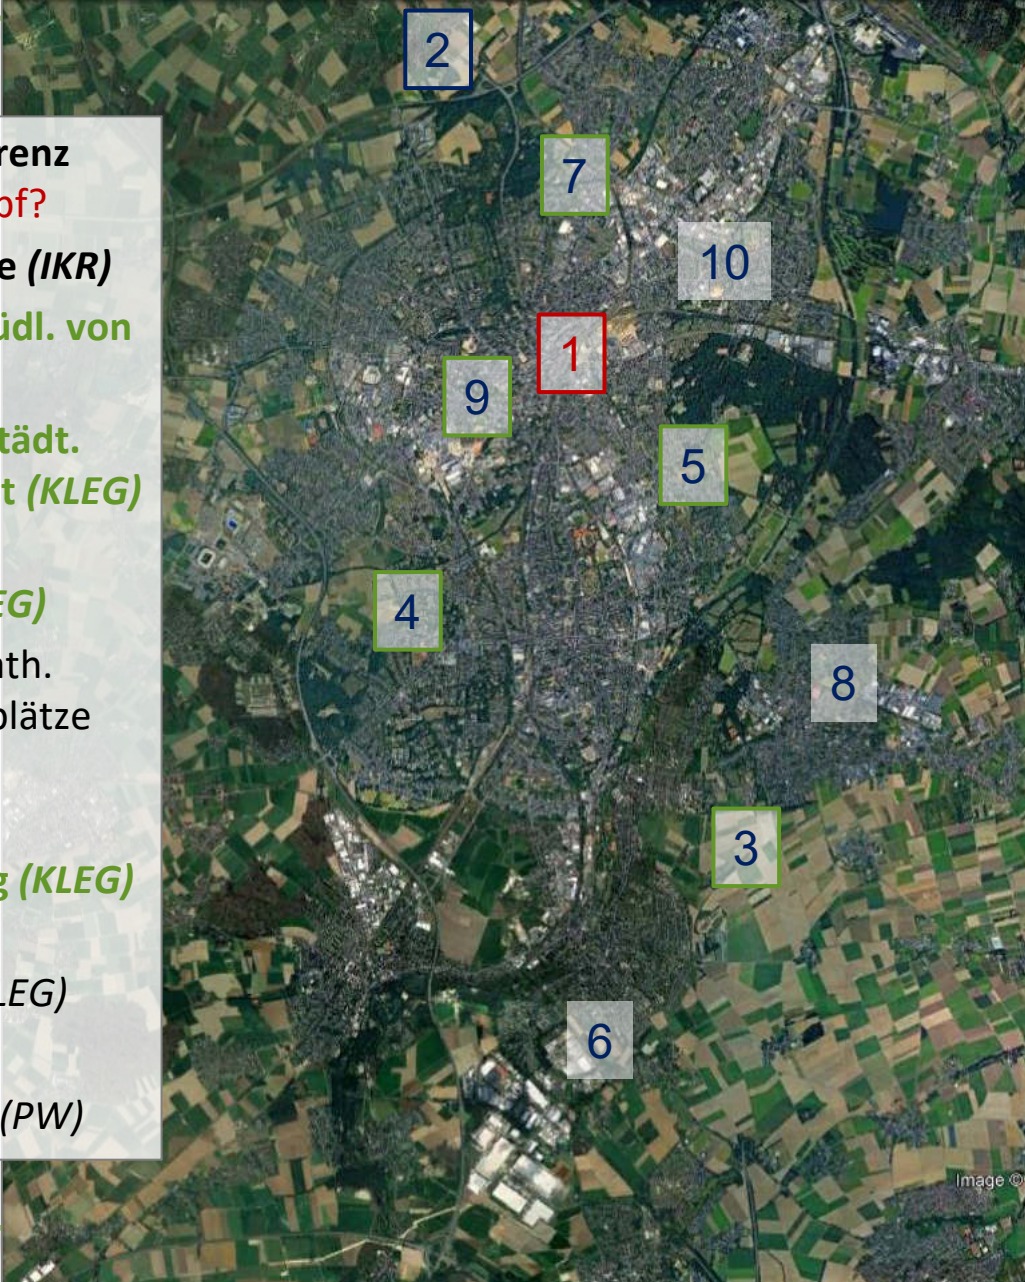 renz
pf?
e (IKR)
üdl. von
tädt.
t (KLEG)
EG)
ath.
plätze
g (KLEG)
LEG)
(PW)
2
7
10
1
9
5
4
8
3
6
Image ©